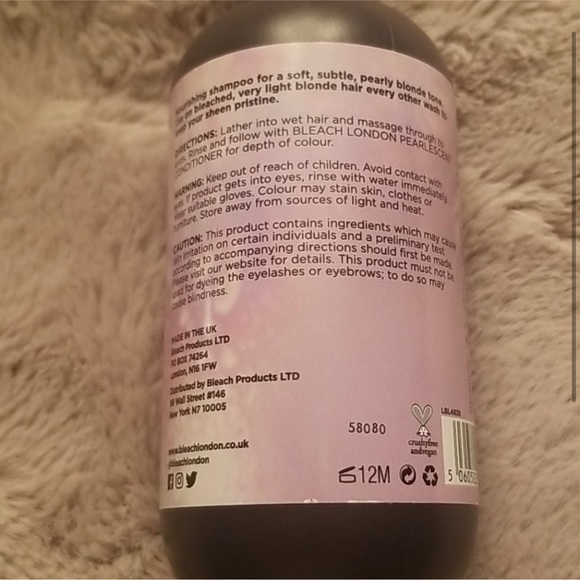 nourishing shampoo for a soft, subtle, pearly blonde tone.
on bleached, very light blonde hair every other wash to
keep your sheen pristine.
DIRECTIONS: Lather into wet hair and massage through to
Rinse and follow with BLEACH LONDON PEARLESCENT
CONDITIONER for depth of colour.
WARNING: Keep out of reach of children. Avoid contact with
eyes. If product gets into eyes, rinse with water immediately.
Wear suitable gloves. Colour may stain skin, clothes or
furniture. Store away from sources of light and heat.
CAUTION: This product contains ingredients which may cause
skin irritation on certain individuals and a preliminary test
according to accompanying directions should first be made.
Please visit our website for details. This product must not be
used for dyeing the eyelashes or eyebrows; to do so may
cause blindness.
MADE IN THE UK
Bleach Products LTD
PO BOX 74264
London, N16 1FW
Distributed by Bleach Products LTD
Wall Street #146
New York N7 10005
58080
crueltyfree
andvegan
LBL4838
www.bleachlondon.co.uk
@bleachlondon
12M
5 06052